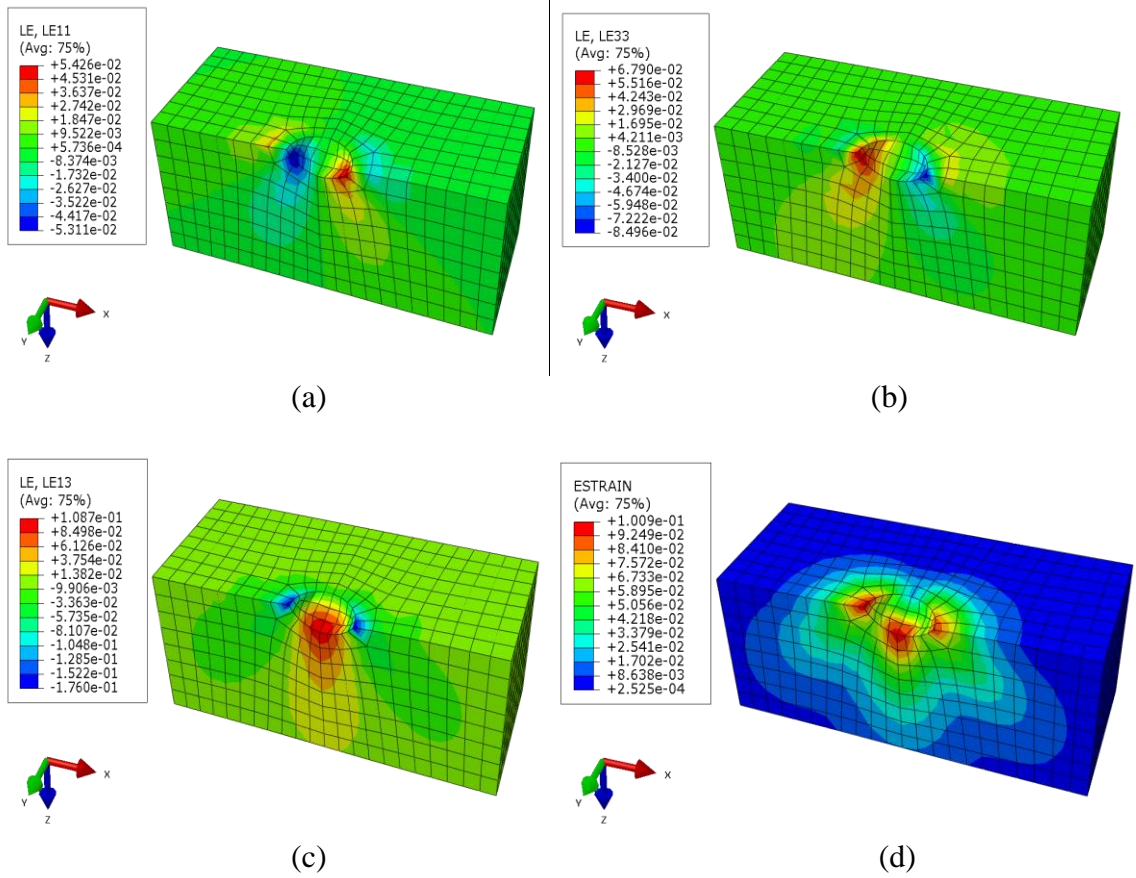 LE, LE11
(Avg: 75%)
+5.426e-02
+4.531e-02
+3.637e-02
+2.742e-02
+1.847e-02
+9.522e-03
+5.736e-04
-8.374e-03
-1.732e-02
-2.627e-02
-3.522e-02
-4.417e-02
-5.311e-02
X
Y
Z
(a)
LE, LE33
(Avg: 75%)
+6.790e-02
+5.516e-02
+4.243e-02
+2.969e-02
+1.695e-02
+4.211e-03
-8.528e-03
-2.127e-02
-3.400e-02
-4.674e-02
-5.948e-02
-7.222e-02
-8.496e-02
X
Y
Z
(b)
LE, LE13
(Avg: 75%)
+1.087e-01
+8.498e-02
+6.126e-02
+3.754e-02
+1.382e-02
-9.906e-03
-3.363e-02
-5.735e-02
-8.107e-02
-1.048e-01
-1.285e-01
-1.522e-01
-1.760e-01
X
Y
Z
(c)
ESTRAIN
(Avg: 75%)
+1.009e-01
+9.249e-02
+8.410e-02
+7.572e-02
+6.733e-02
+5.895e-02
+5.056e-02
+4.218e-02
+3.379e-02
+2.541e-02
+1.702e-02
+8.638e-03
+2.525e-04
X
Y
Z
(d)